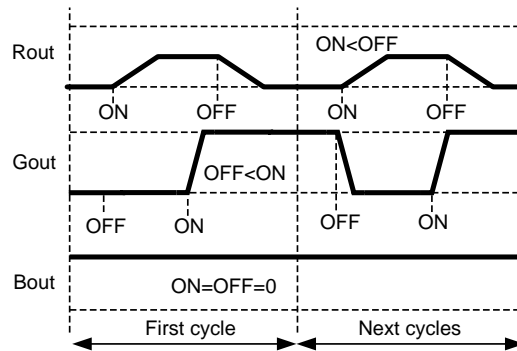 Rout
ON<OFF
ON
OFF
ON
OFF
Gout
OFF<ON
OFF
ON
OFF
ON
Bout
ON=OFF=0
First cycle
Next cycles